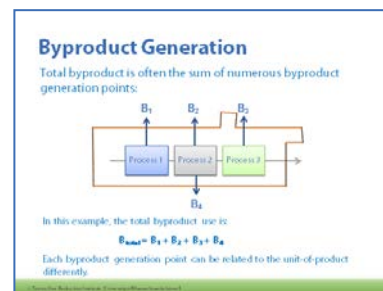 Byproduct Generation
Total byproduct is often the sum of numerous byproduct
generation points:
B₁ B₂ B₃
Process 1 Process 2 Process 3
B₄
In this example, the total byproduct use is:
Bₜₒₜₐₗ = B₁ + B₂ + B₃ + B₄
Each byproduct generation point can be related to the unit-of-product
differently.